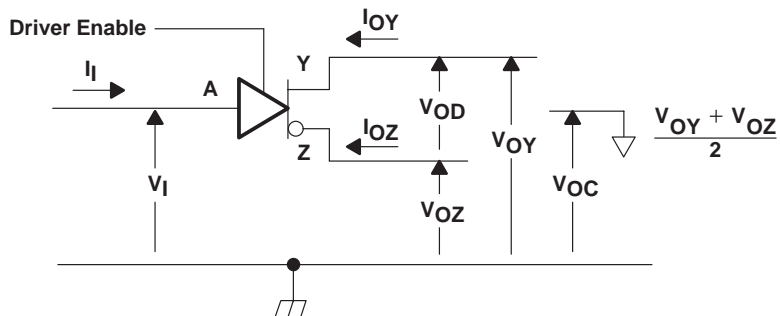 Driver Enable
IOY
II
A
Y
IOZ
Z
VOD
VOY
VOY + VOZ
2
VI
VOZ
VOC